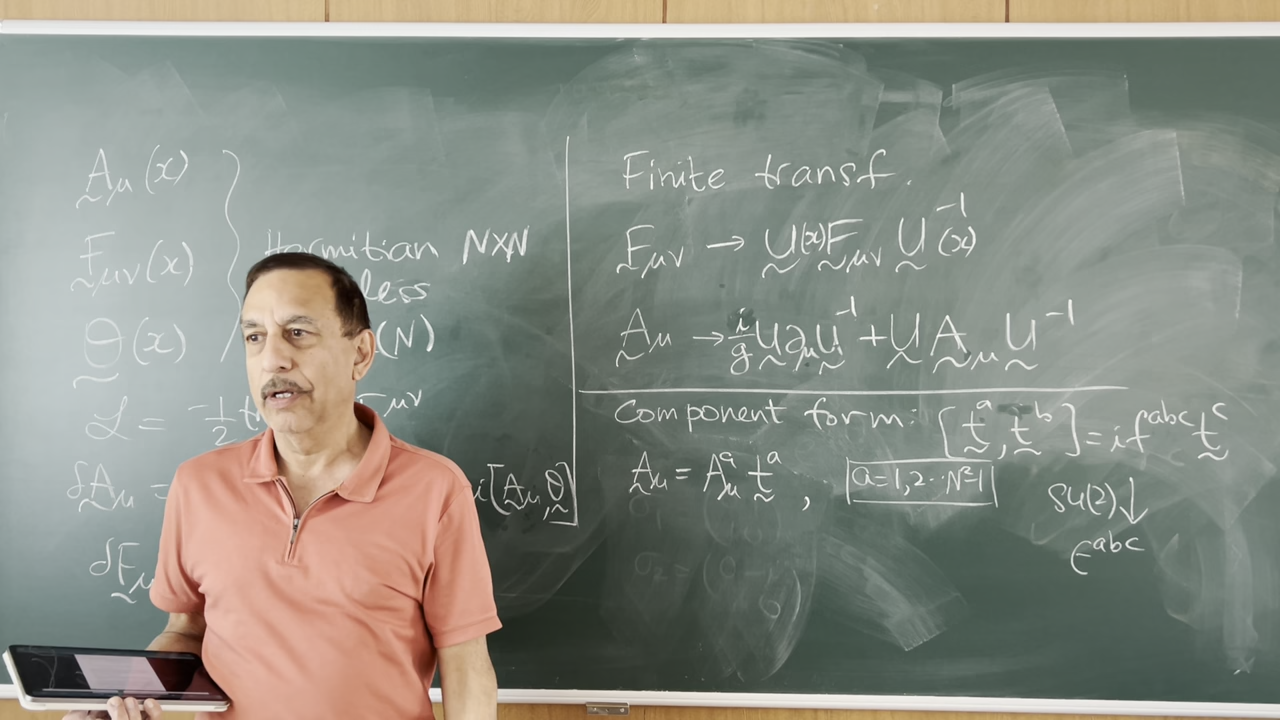 A_μ(x)
F_μν(x)
Hermitian N×N
less
θ(x)
(N)
L = -1/2 t F^μν
δA_μ = i[A_μ, θ]
δF_μ
Finite transf.
F_μν → U(x)F_μν U^-1(x)
A_μ → i/g U∂_μU^-1 + U A_μ U^-1
Component form: [t^a, t^b] = i f^abc t^c
A_μ = A^a_μ t^a , a=1,2..N²-1
su(2)↓
ϵ^abc